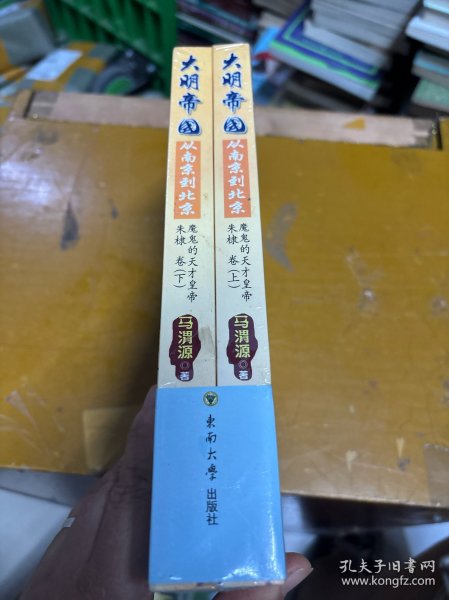 大明帝国
从南京到北京
魔鬼的天才皇帝
朱棣 卷(下)
马渭源◎著
大明帝国
从南京到北京
魔鬼的天才皇帝
朱棣 卷(上)
马渭源◎著
東南大學出版社
孔夫子旧书网
www.kongfz.com